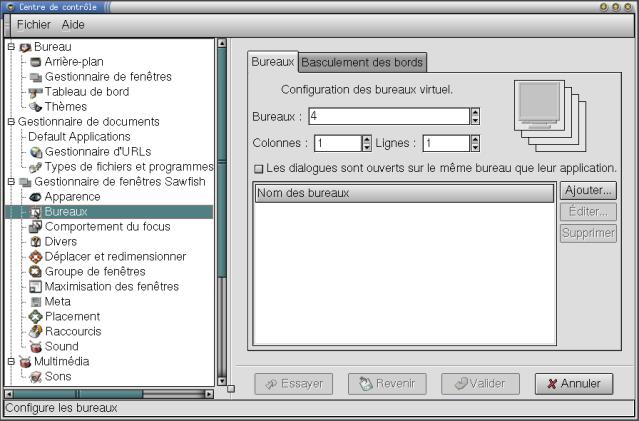 Centre de contrôle
Fichier Aide
Bureau
Arrière-plan
Gestionnaire de fenêtres
Tableau de bord
Thèmes
Gestionnaire de documents
Default Applications
Gestionnaire d'URLs
Types de fichiers et programmes
Gestionnaire de fenêtres Sawfish
Apparence
Bureaux
Comportement du focus
Divers
Déplacer et redimensionner
Groupe de fenêtres
Maximisation des fenêtres
Meta
Placement
Raccourcis
Sound
Multimédia
Sons
Bureaux Basculement des bords
Configuration des bureaux virtuel.
Bureaux : 4
Colonnes : 1 Lignes : 1
Les dialogues sont ouverts sur le même bureau que leur application.
Nom des bureaux
Ajouter...
Éditer...
Supprimer
Essayer Revenir Valider Annuler
Configure les bureaux